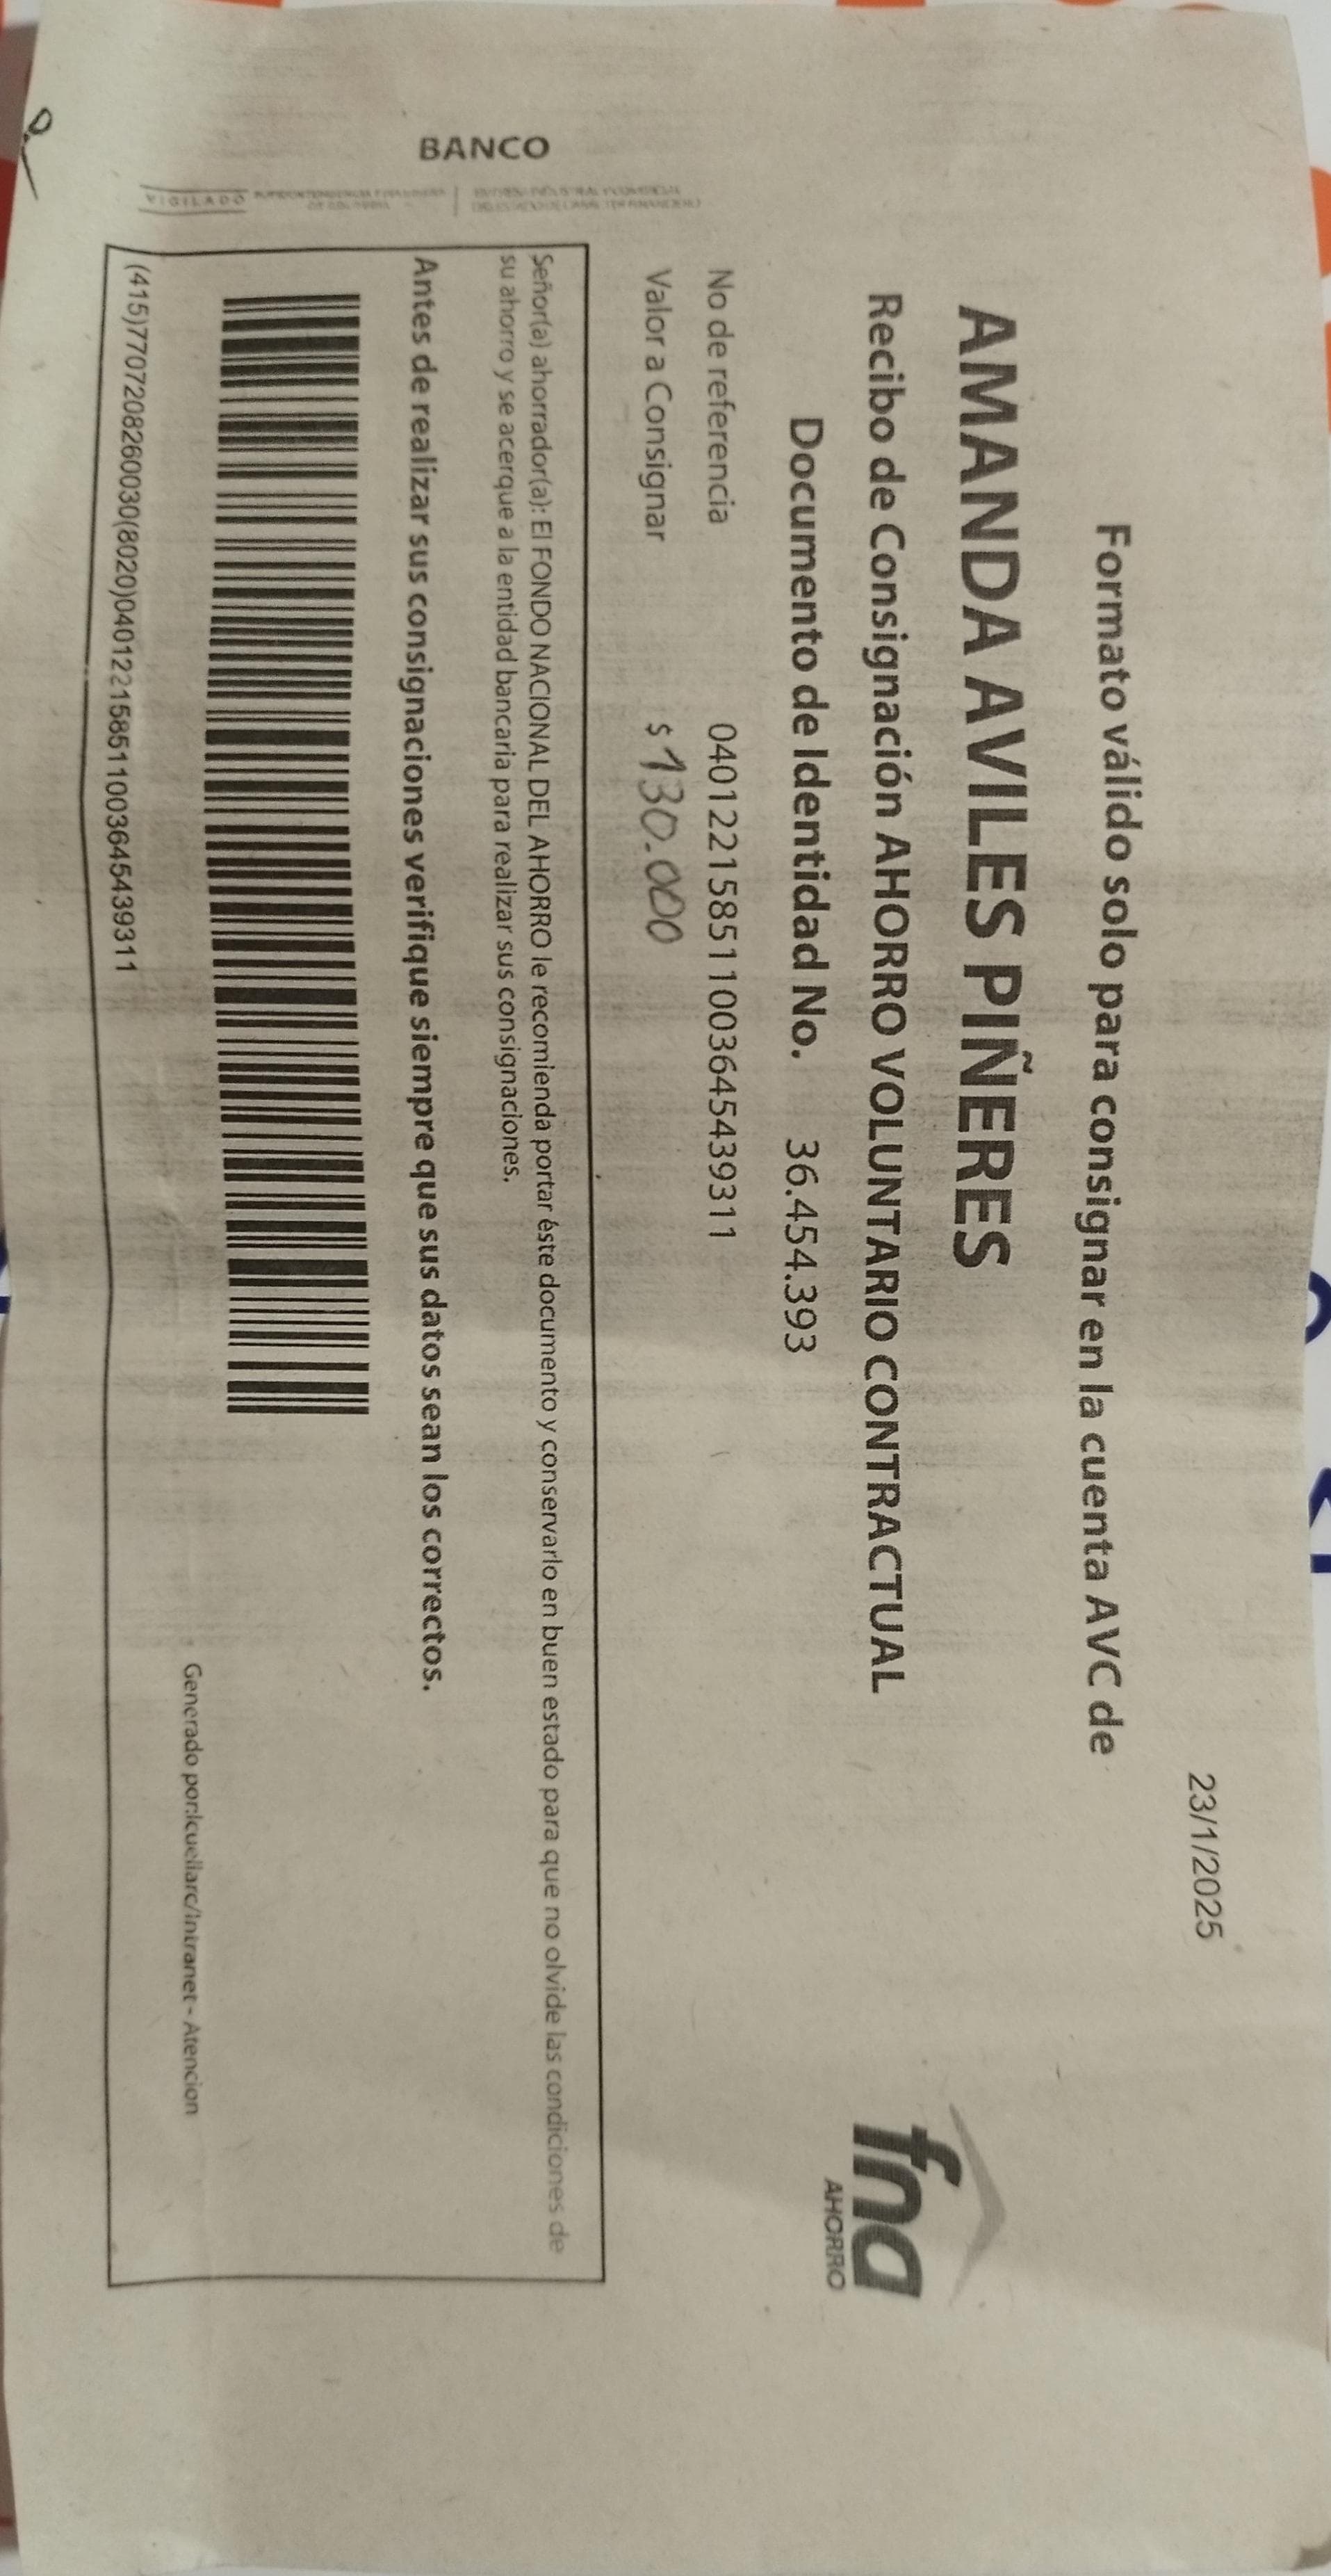 23/1/2025
Formato válido solo para consignar en la cuenta AVC de
AMANDA AVILES PIÑERES
Recibo de Consignación AHORRO VOLUNTARIO CONTRACTUAL
fna
AHORRO
Documento de Identidad No. 36.454.393
No de referencia 040122158511003645439311
Valor a Consignar $ 130.000
Señor(a) ahorrador(a): El FONDO NACIONAL DEL AHORRO le recomienda portar éste documento y conservarlo en buen estado para que no olvide las condiciones de
su ahorro y se acerque a la entidad bancaria para realizar sus consignaciones.
Antes de realizar sus consignaciones verifique siempre que sus datos sean los correctos.
(415)7707208260030(8020)040122158511003645439311
Generado por:lcuellarc/Intranet - Atencion
BANCO
VIGILADO SUPERINTENDENCIA FINANCIERA
DE COLOMBIA